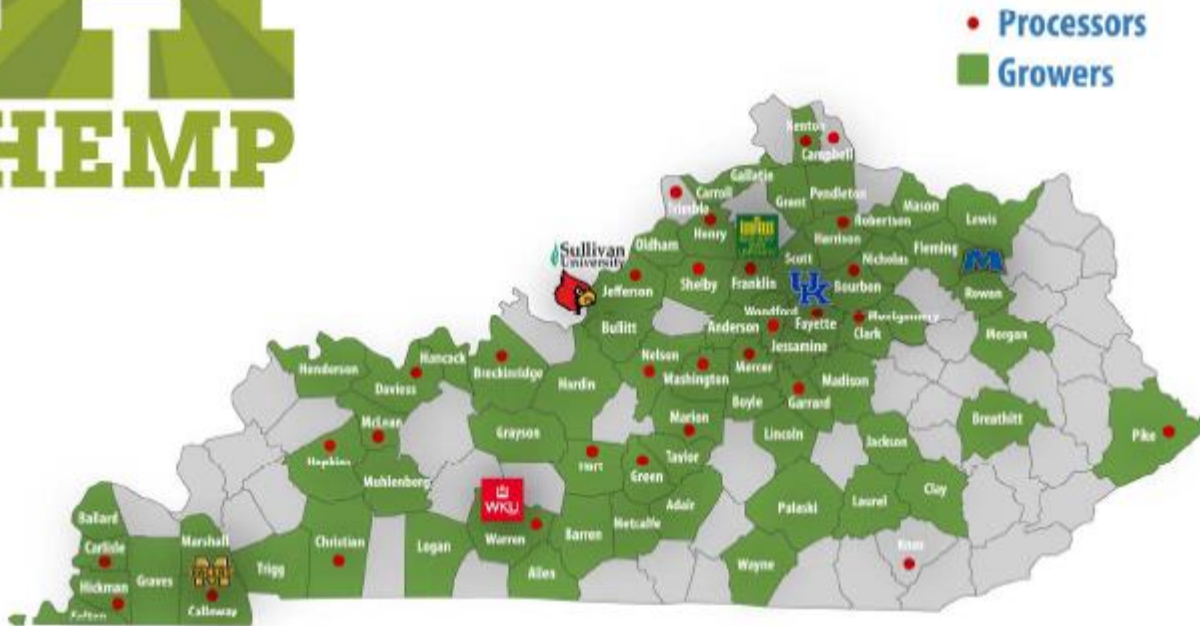 HEMP
Processors
Growers
Kenton
Campbell
Gallatin
Carroll
Grant
Pendleton
Trimble
Mason
Lewis
Henry
Robertson
Harrison
Oldham
Fleming
Sullivan
University
Scott
Nicholas
Jefferson
Shelby
Franklin
UK
Bourbon
M
Rowan
Woodford
Montgomery
Bullitt
Anderson
Fayette
Clark
Morgan
Jessamine
Nelson
Hancock
Henderson
Breckinridge
Washington
Mercer
Daviess
Hardin
Madison
Boyle
Garrard
McLean
Marion
Breathitt
Grayson
Lincoln
Pike
Jackson
Hopkins
Hart
Taylor
Green
Muhlenberg
Clay
WKU
Adair
Pulaski
Laurel
Ballard
Metcalfe
Barren
Warren
Marshall
Christian
Logan
Knox
Carlisle
Trigg
Wayne
Allen
Graves
Hickman
Calloway
Fulton